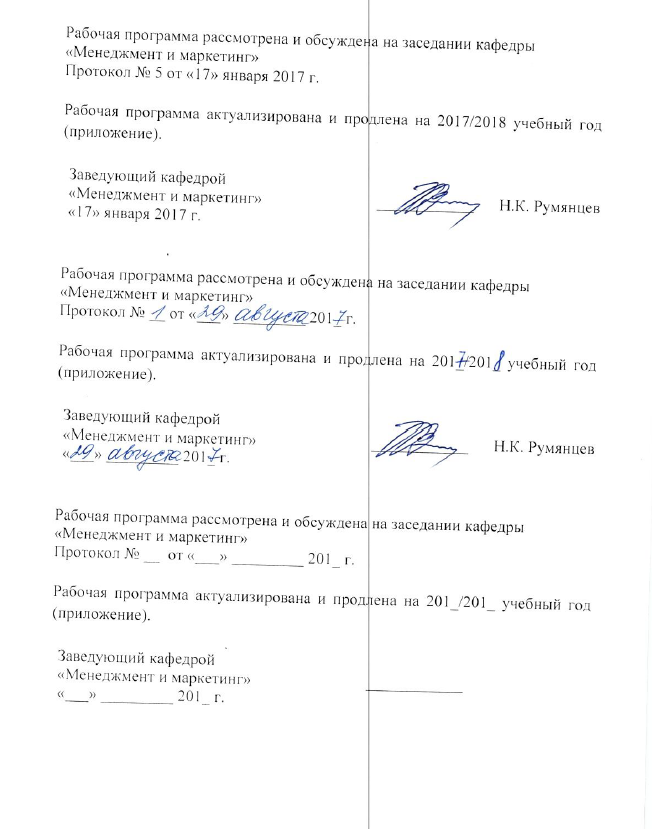 Рабочая программа рассмотрена и обсуждена на заседании кафедры
«Менеджмент и маркетинг»
Протокол № 5 от «17» января 2017 г.
Рабочая программа актуализирована и продлена на 2017/2018 учебный год
(приложение).
Заведующий кафедрой
«Менеджмент и маркетинг»
«17» января 2017 г.
Н.К. Румянцев
Рабочая программа рассмотрена и обсуждена на заседании кафедры
«Менеджмент и маркетинг»
Протокол № 1 от «29» августа 2017 г.
Рабочая программа актуализирована и продлена на 2017/2018 учебный год
(приложение).
Заведующий кафедрой
«Менеджмент и маркетинг»
«29» августа 2017 г.
Н.К. Румянцев
Рабочая программа рассмотрена и обсуждена на заседании кафедры
«Менеджмент и маркетинг»
Протокол № __ от «___» _________ 201_ г.
Рабочая программа актуализирована и продлена на 201_/201_ учебный год
(приложение).
Заведующий кафедрой
«Менеджмент и маркетинг»
«___» _________ 201_ г.